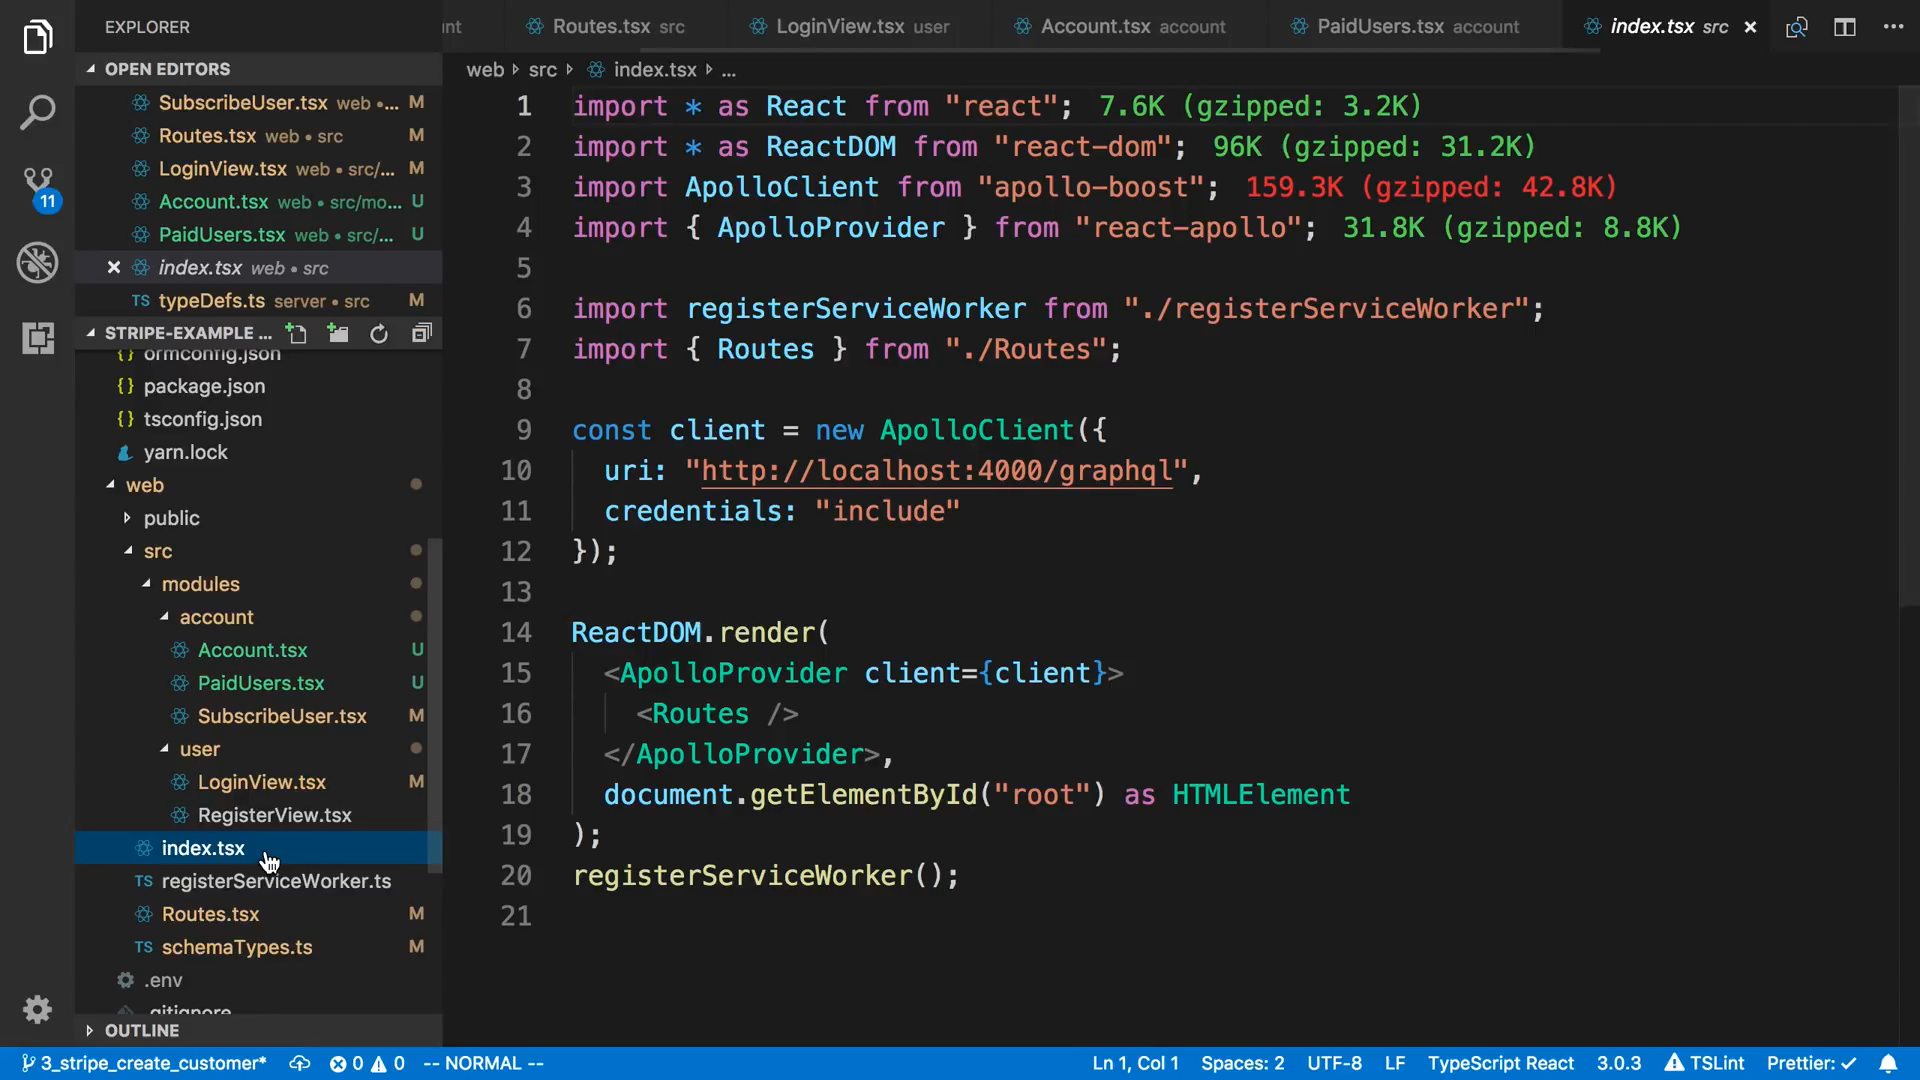 EXPLORER
OPEN EDITORS
SubscribeUser.tsx web •... M
Routes.tsx web • src M
LoginView.tsx web • src/... M
Account.tsx web • src/mo... U
PaidUsers.tsx web • src/... U
index.tsx web • src
TS typeDefs.ts server • src M
STRIPE-EXAMPLE ...
{} ormconfig.json
{} package.json
{} tsconfig.json
yarn.lock
web
public
src
modules
account
Account.tsx U
PaidUsers.tsx U
SubscribeUser.tsx M
user
LoginView.tsx M
RegisterView.tsx
index.tsx
TS registerServiceWorker.ts
Routes.tsx M
TS schemaTypes.ts M
.env
.gitignore
OUTLINE
11
unt Routes.tsx src LoginView.tsx user Account.tsx account PaidUsers.tsx account index.tsx src
web src index.tsx ...
1 import * as React from "react"; 7.6K (gzipped: 3.2K)
2 import * as ReactDOM from "react-dom"; 96K (gzipped: 31.2K)
3 import ApolloClient from "apollo-boost"; 159.3K (gzipped: 42.8K)
4 import { ApolloProvider } from "react-apollo"; 31.8K (gzipped: 8.8K)
5
6 import registerServiceWorker from "./registerServiceWorker";
7 import { Routes } from "./Routes";
8
9 const client = new ApolloClient({
10 uri: "http://localhost:4000/graphql",
11 credentials: "include"
12 });
13
14 ReactDOM.render(
15 <ApolloProvider client={client}>
16 <Routes />
17 </ApolloProvider>,
18 document.getElementById("root") as HTMLElement
19 );
20 registerServiceWorker();
21
3_stripe_create_customer* 0 0 -- NORMAL -- Ln 1, Col 1 Spaces: 2 UTF-8 LF TypeScript React 3.0.3 TSLint Prettier: ✓